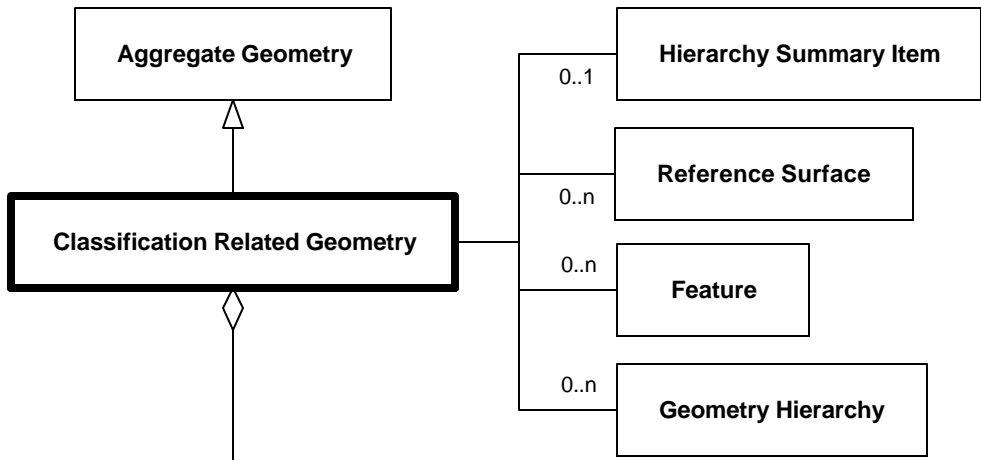 Aggregate Geometry
Hierarchy Summary Item
0..1
Reference Surface
0..n
Classification Related Geometry
0..n
Feature
0..n
Geometry Hierarchy